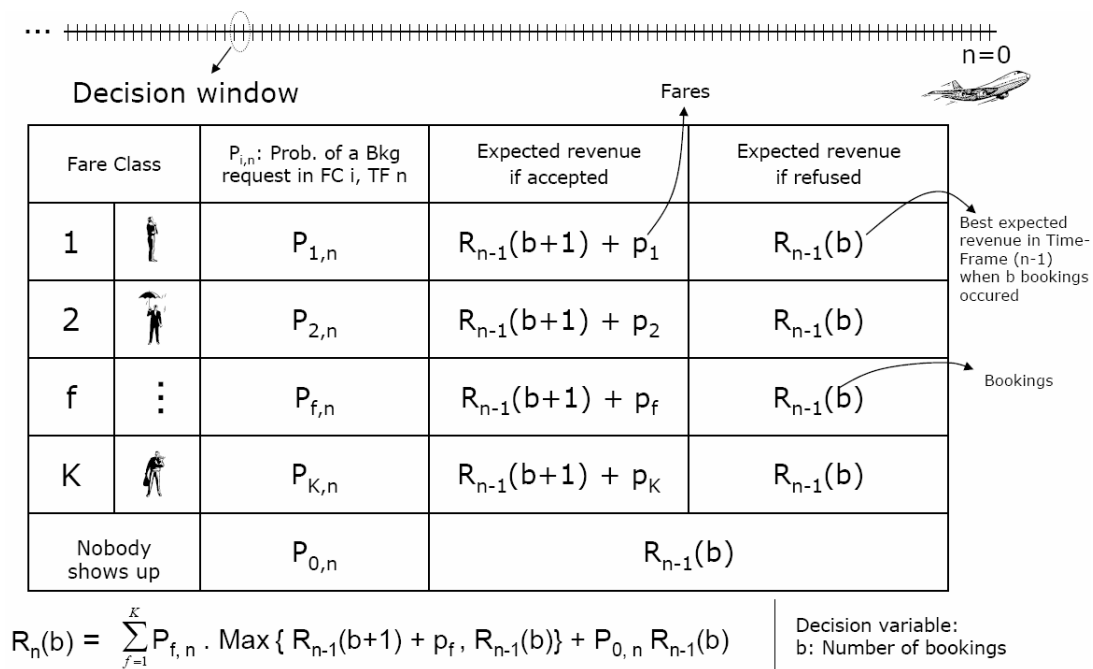 ...
n=0
Decision window
Fares
Fare Class
P_{i,n}: Prob. of a Bkg
request in FC i, TF n
Expected revenue
if accepted
Expected revenue
if refused
1
P_{1,n}
R_{n-1}(b+1) + p_1
R_{n-1}(b)
Best expected
revenue in Time-
Frame (n-1)
when b bookings
occured
2
P_{2,n}
R_{n-1}(b+1) + p_2
R_{n-1}(b)
f
⋮
P_{f,n}
R_{n-1}(b+1) + p_f
R_{n-1}(b)
Bookings
K
P_{K,n}
R_{n-1}(b+1) + p_K
R_{n-1}(b)
Nobody
shows up
P_{0,n}
R_{n-1}(b)
R_n(b) = \sum_{f=1}^{K} P_{f,n} . Max{ R_{n-1}(b+1) + p_f , R_{n-1}(b)} + P_{0,n} R_{n-1}(b)
Decision variable:
b: Number of bookings